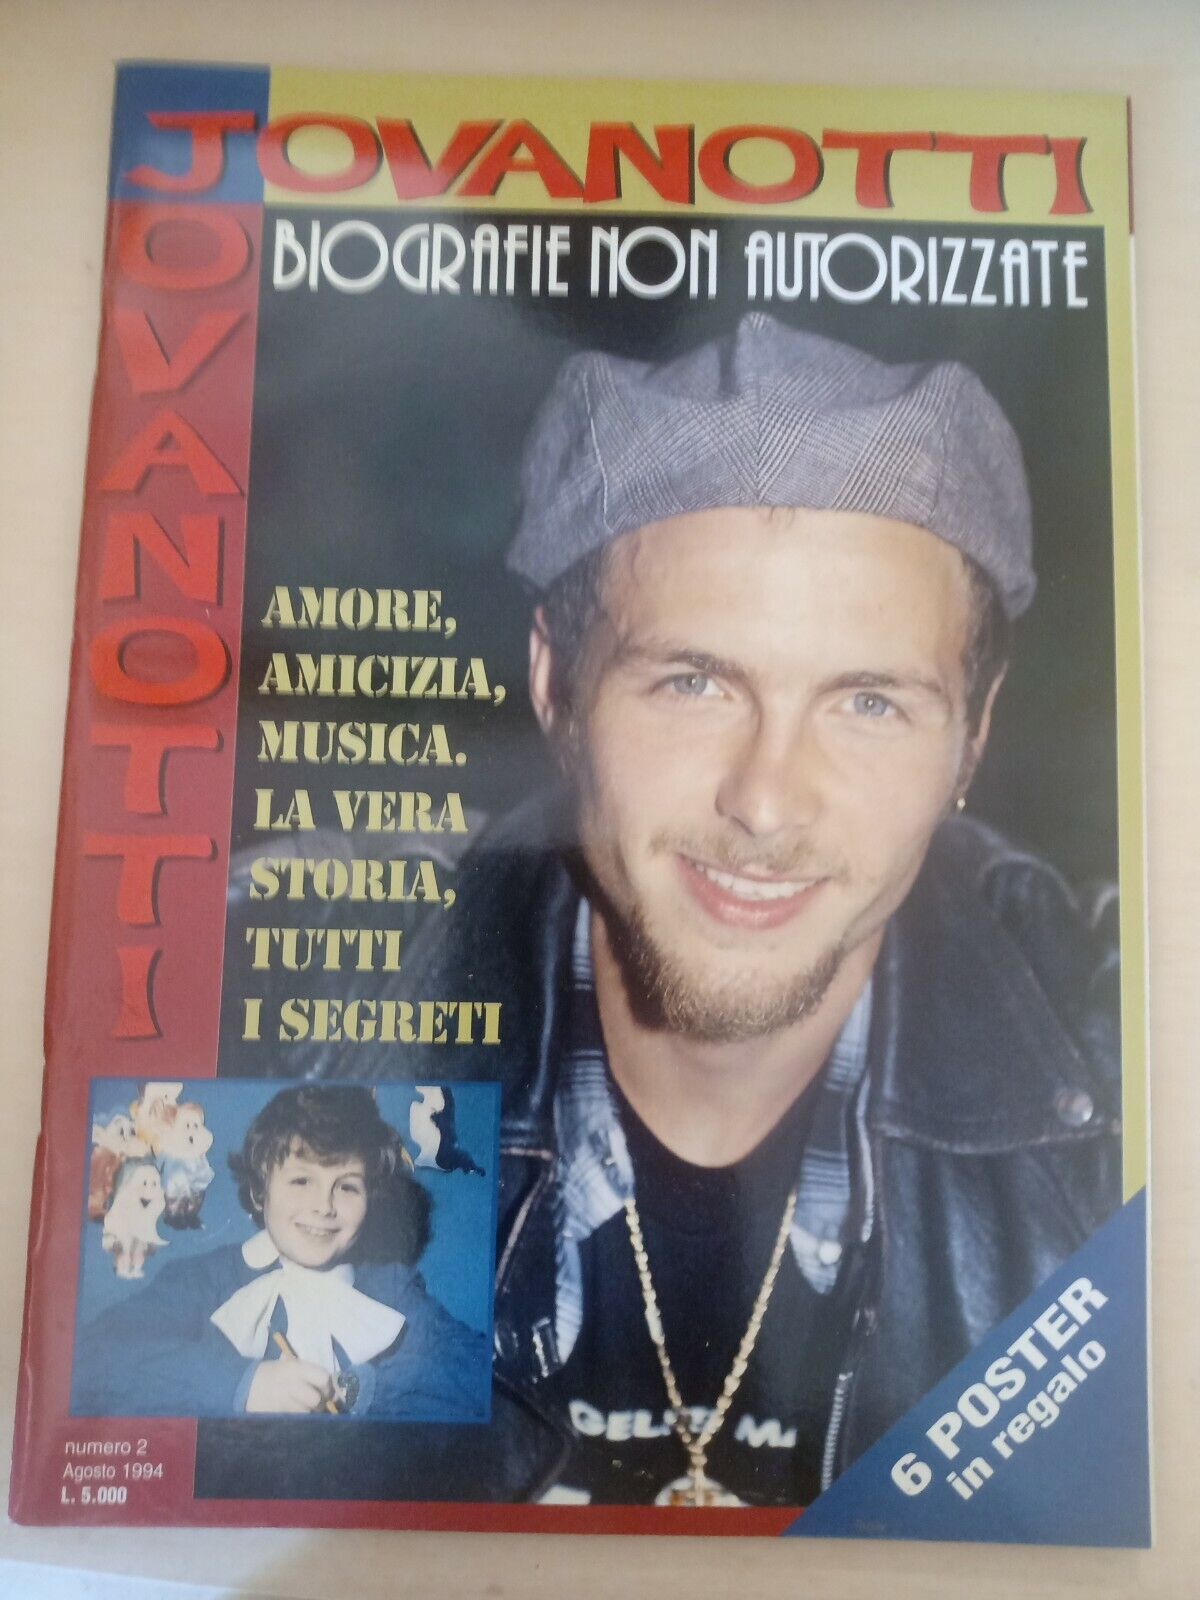 JOVANOTTI
JOVANOTTI
BIOGRAFIE NON AUTORIZZATE
AMORE,
AMICIZIA,
MUSICA.
LA VERA
STORIA,
TUTTI
I SEGRETI
numero 2
Agosto 1994
L. 5.000
6 POSTER
in regalo